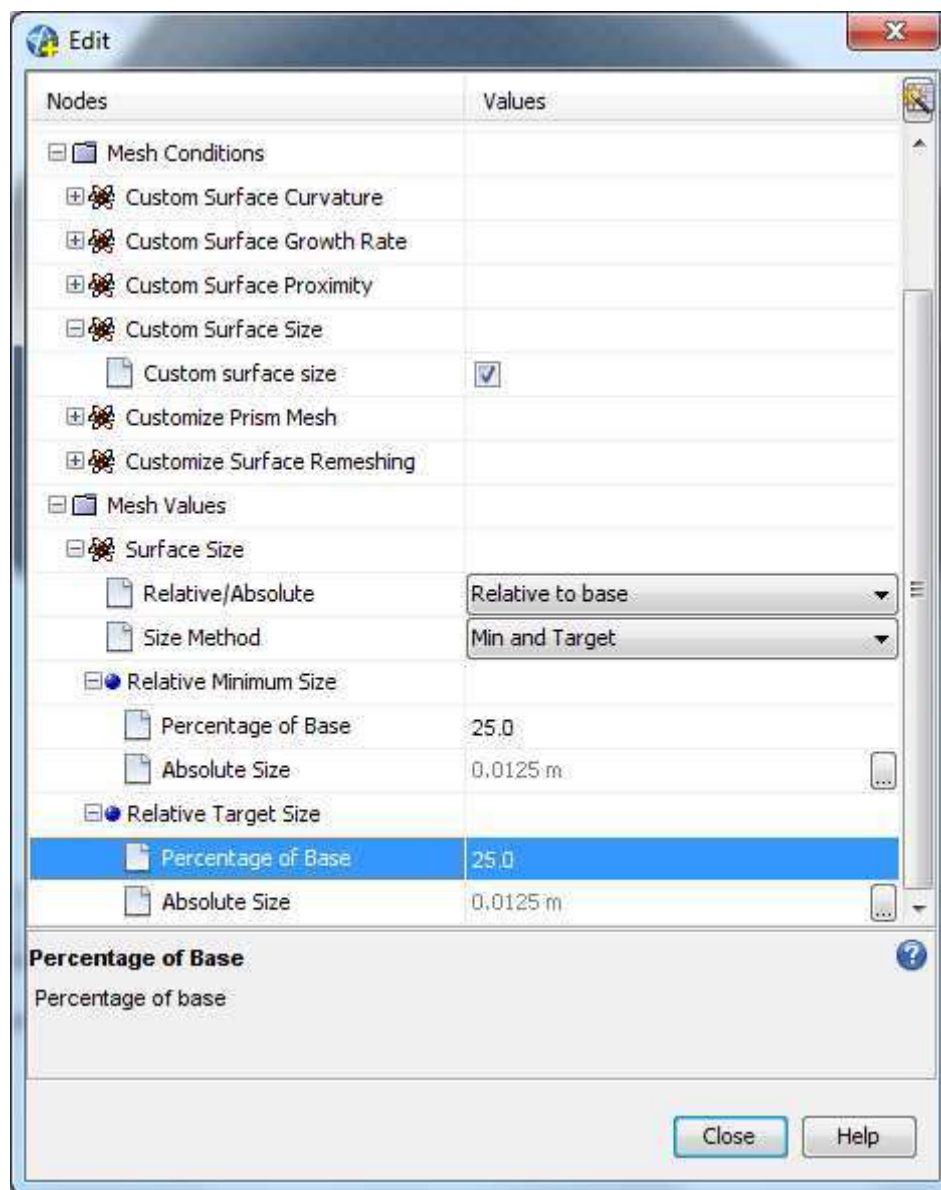 Edit
Nodes Values
Mesh Conditions
Custom Surface Curvature
Custom Surface Growth Rate
Custom Surface Proximity
Custom Surface Size
Custom surface size
Customize Prism Mesh
Customize Surface Remeshing
Mesh Values
Surface Size
Relative/Absolute Relative to base
Size Method Min and Target
Relative Minimum Size
Percentage of Base 25.0
Absolute Size 0.0125 m ...
Relative Target Size
Percentage of Base 25.0
Absolute Size 0.0125 m ...
Percentage of Base
Percentage of base
Close Help